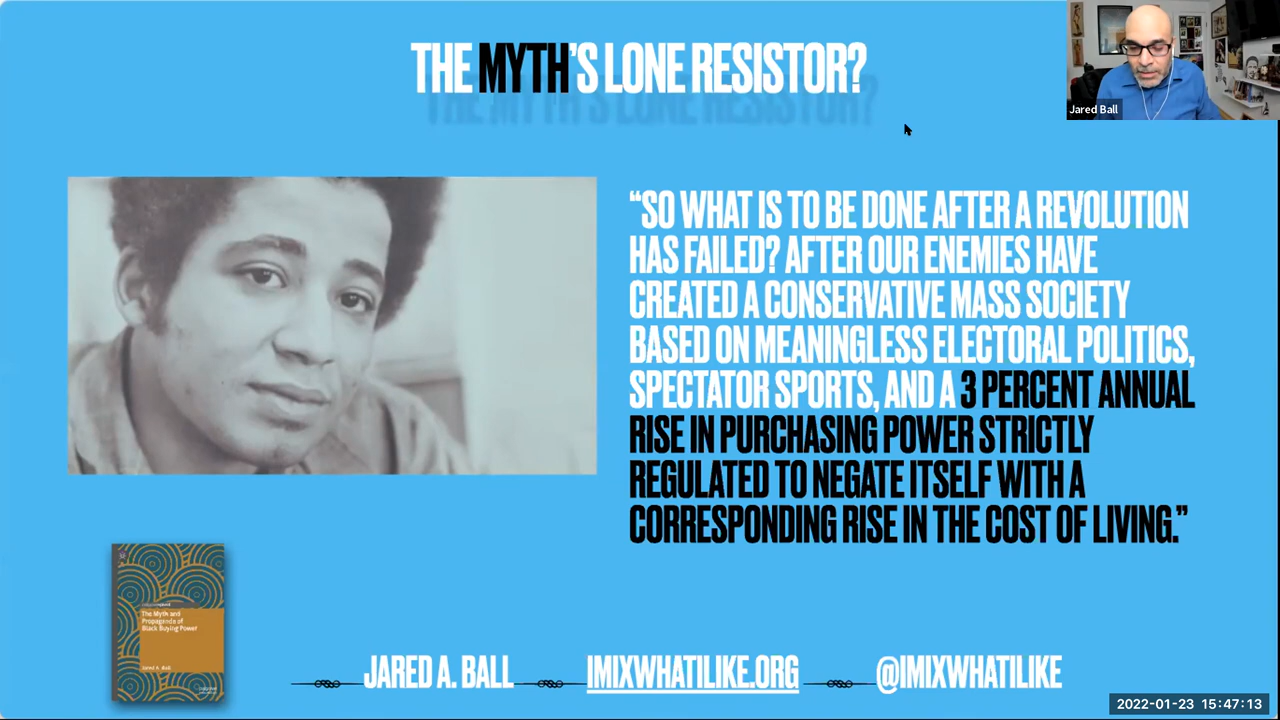 THE MYTH'S LONE RESISTOR?
Jared Ball
“SO WHAT IS TO BE DONE AFTER A REVOLUTION
HAS FAILED? AFTER OUR ENEMIES HAVE
CREATED A CONSERVATIVE MASS SOCIETY
BASED ON MEANINGLESS ELECTORAL POLITICS,
SPECTATOR SPORTS, AND A 3 PERCENT ANNUAL
RISE IN PURCHASING POWER STRICTLY
REGULATED TO NEGATE ITSELF WITH A
CORRESPONDING RISE IN THE COST OF LIVING.”
The Myth and
Propaganda of
Black Buying Power
Jared A. Ball
JARED A. BALL
IMIXWHATILIKE.ORG
@IMIXWHATILIKE
2022-01-23 15:47:13